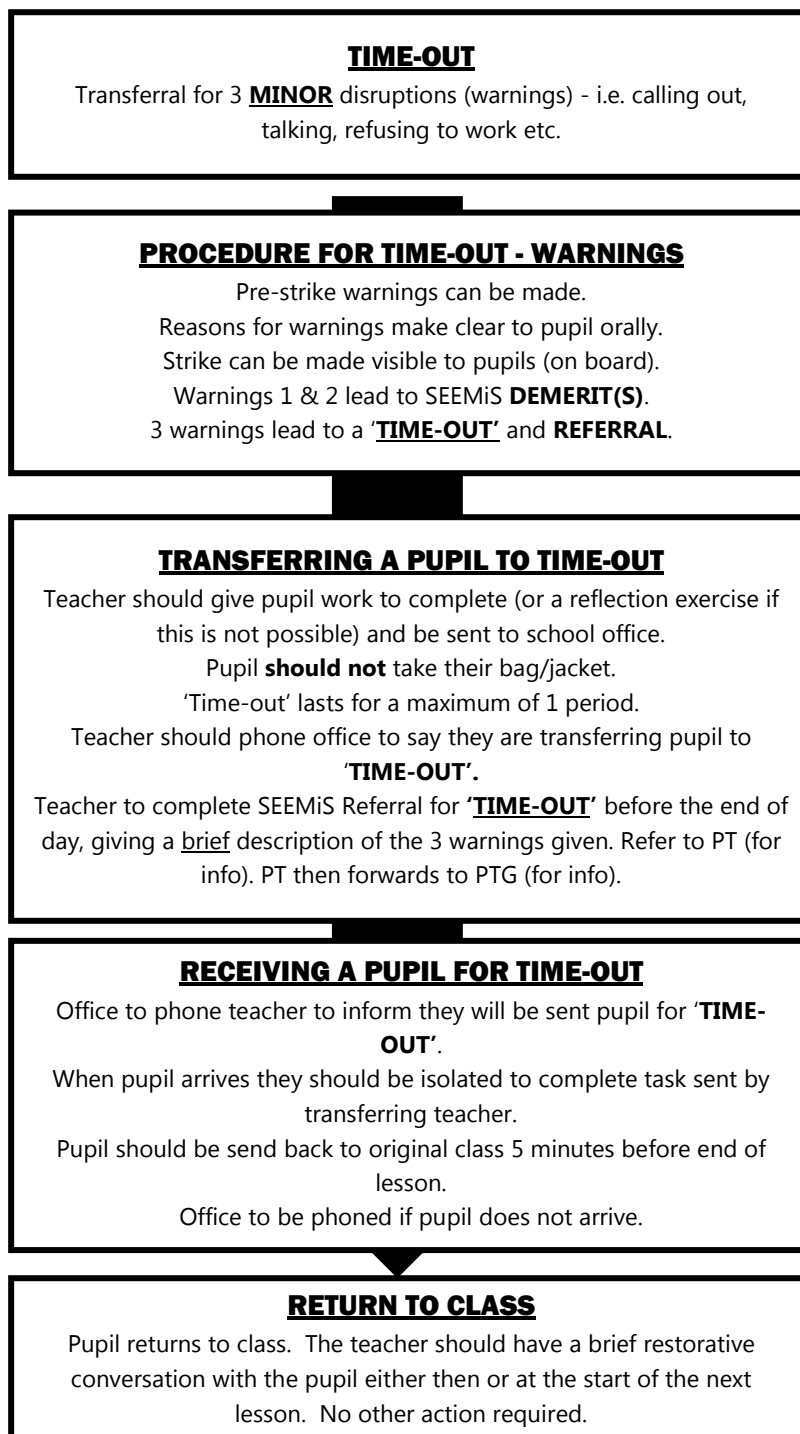 TIME-OUT
Transferral for 3 MINOR disruptions (warnings) - i.e. calling out,
talking, refusing to work etc.
PROCEDURE FOR TIME-OUT - WARNINGS
Pre-strike warnings can be made.
Reasons for warnings make clear to pupil orally.
Strike can be made visible to pupils (on board).
Warnings 1 & 2 lead to SEEMiS DEMERIT(S).
3 warnings lead to a ‘TIME-OUT’ and REFERRAL.
TRANSFERRING A PUPIL TO TIME-OUT
Teacher should give pupil work to complete (or a reflection exercise if
this is not possible) and be sent to school office.
Pupil should not take their bag/jacket.
‘Time-out’ lasts for a maximum of 1 period.
Teacher should phone office to say they are transferring pupil to
‘TIME-OUT’.
Teacher to complete SEEMiS Referral for ‘TIME-OUT’ before the end of
day, giving a brief description of the 3 warnings given. Refer to PT (for
info). PT then forwards to PTG (for info).
RECEIVING A PUPIL FOR TIME-OUT
Office to phone teacher to inform they will be sent pupil for ‘TIME-
OUT’.
When pupil arrives they should be isolated to complete task sent by
transferring teacher.
Pupil should be send back to original class 5 minutes before end of
lesson.
Office to be phoned if pupil does not arrive.
RETURN TO CLASS
Pupil returns to class. The teacher should have a brief restorative
conversation with the pupil either then or at the start of the next
lesson. No other action required.